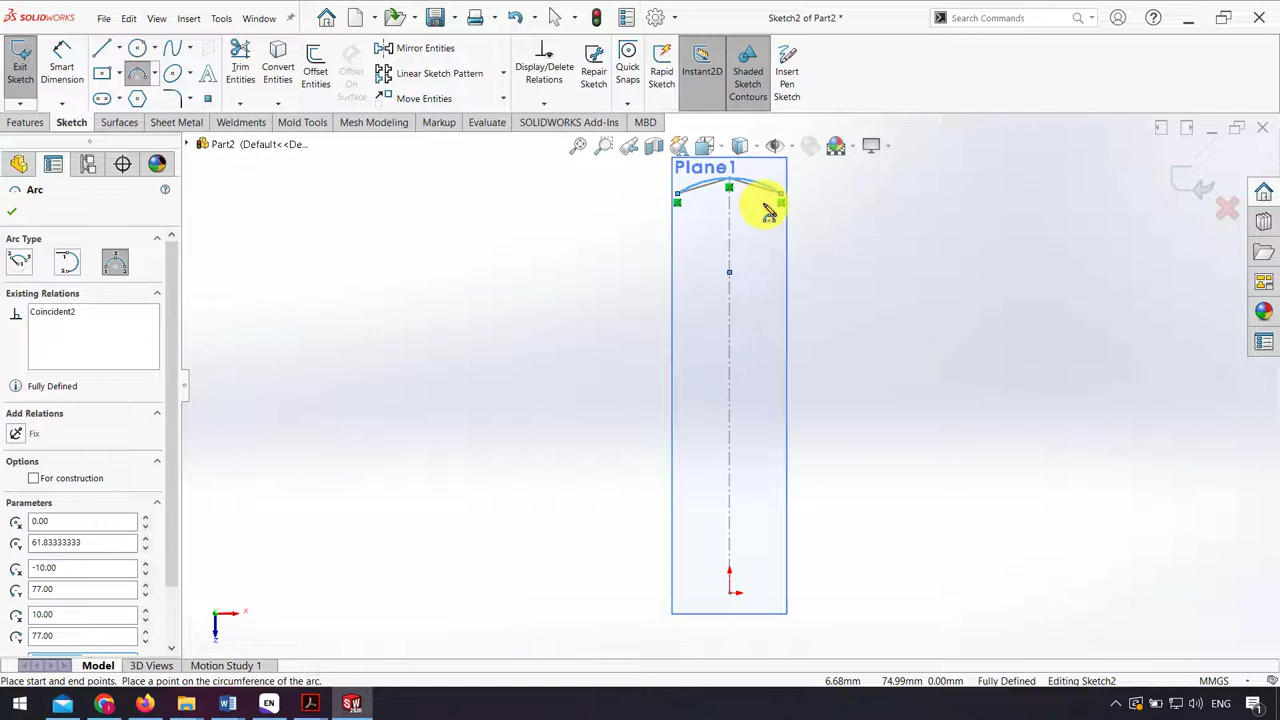 SOLIDWORKS
File Edit View Insert Tools Window
Sketch2 of Part2 *
Search Commands
Exit Sketch
Smart Dimension
Trim Entities
Convert Entities
Offset Entities
Offset On Surface
Mirror Entities
Linear Sketch Pattern
Move Entities
Display/Delete Relations
Repair Sketch
Quick Snaps
Rapid Sketch
Instant2D
Shaded Sketch Contours
Insert Pen Sketch
Features Sketch Surfaces Sheet Metal Weldments Mold Tools Mesh Modeling Markup Evaluate SOLIDWORKS Add-Ins MBD
Part2 (Default<<De...
Plane1
Arc
Arc Type
Existing Relations
Coincident2
Fully Defined
Add Relations
Fix
Options
For construction
Parameters
0.00
61.83333333
-10.00
77.00
10.00
77.00
X
Z
Model 3D Views Motion Study 1
Place start and end points. Place a point on the circumference of the arc.
6.68mm 74.99mm 0.00mm Fully Defined Editing Sketch2 MMGS
EN
SW 2020
ENG